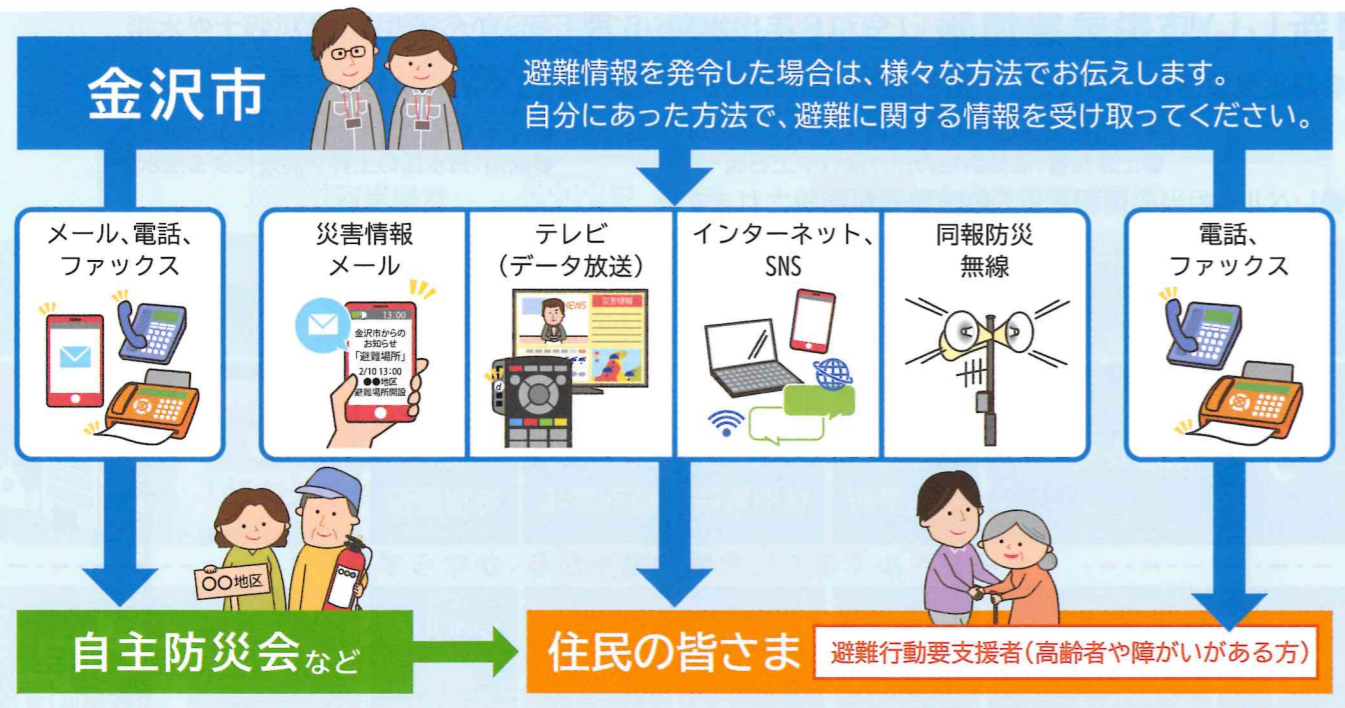 金沢市
避難情報を発令した場合は、様々な方法でお伝えします。
自分にあった方法で、避難に関する情報を受け取ってください。
メール、電話、
ファックス
災害情報
メール
13:00
金沢市からの
お知らせ
「避難場所」
2/10 13:00
●●地区
避難場所開設
テレビ
(データ放送)
NEWS
災害情報
d
インターネット、
SNS
同報防災
無線
電話、
ファックス
〇〇地区
自主防災会など
住民の皆さま
避難行動要支援者(高齢者や障がいがある方)